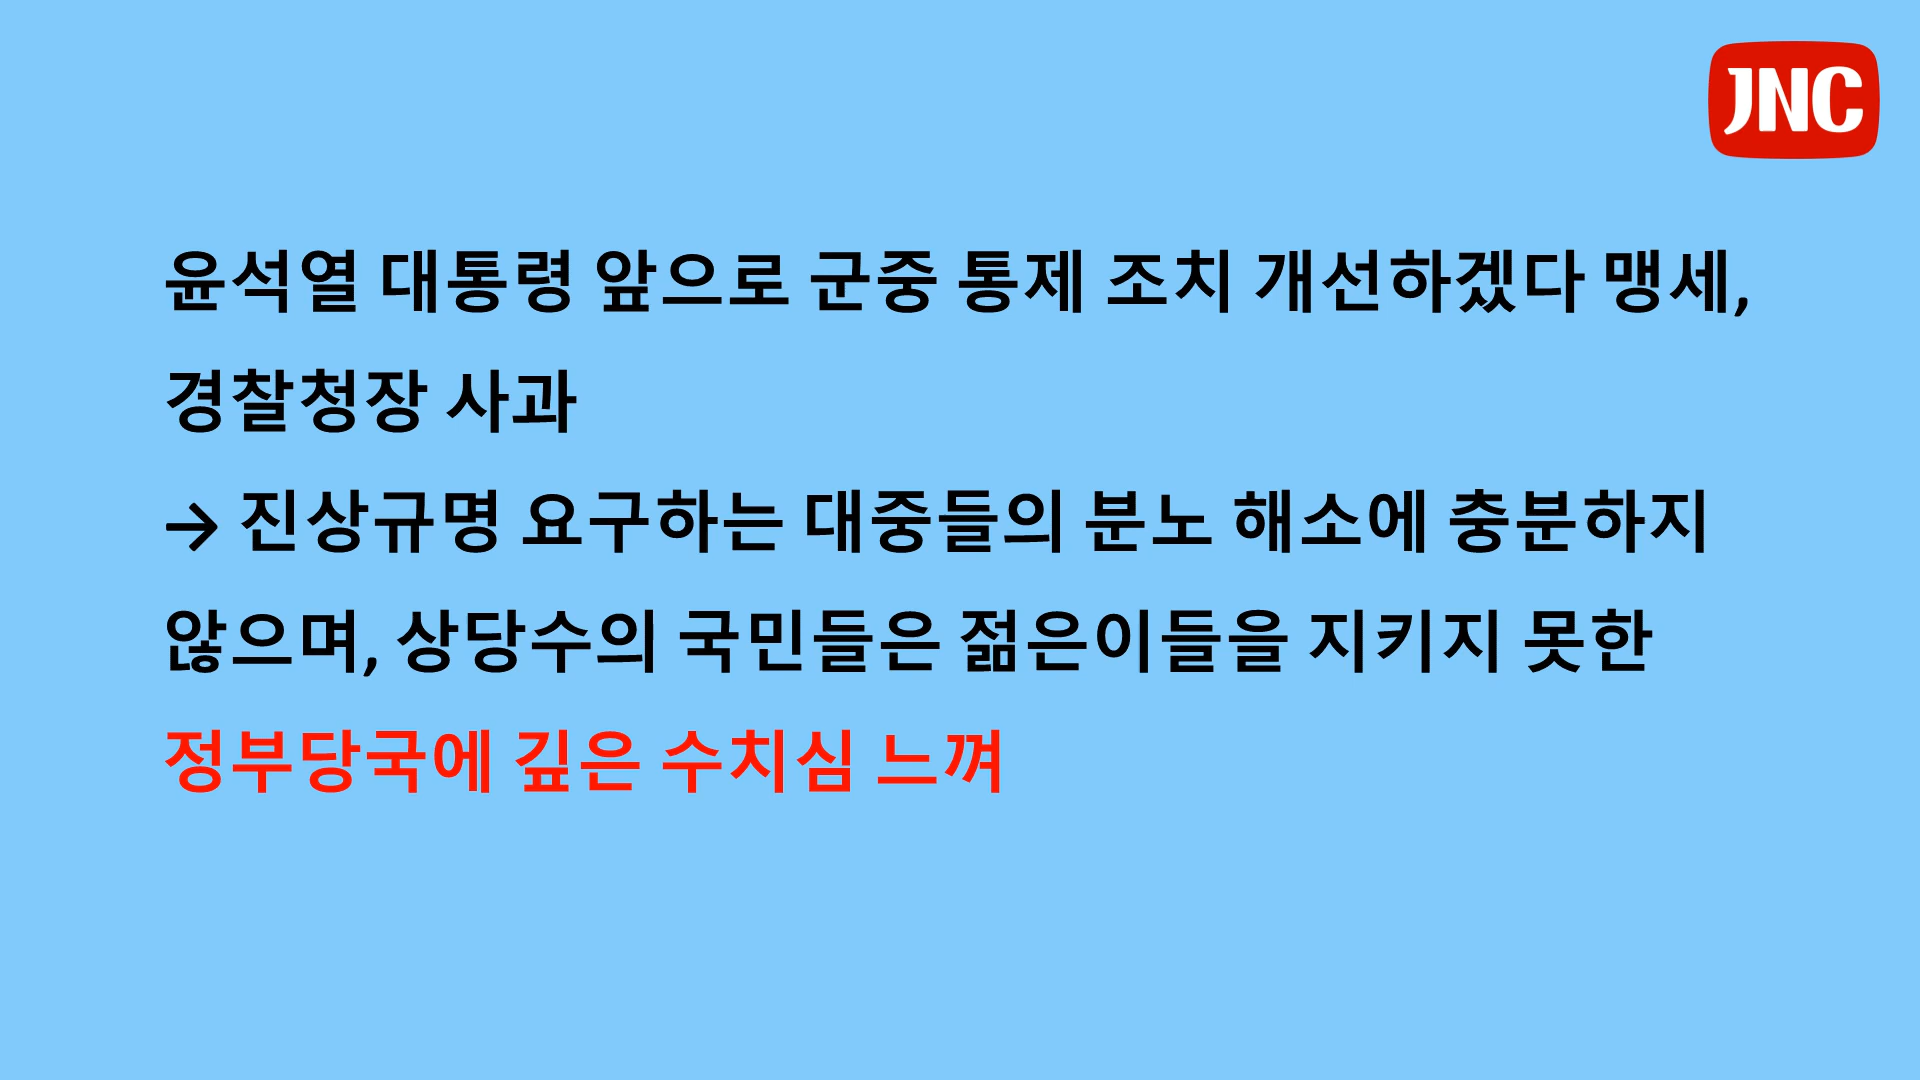 JNC
윤석열 대통령 앞으로 군중 통제 조치 개선하겠다 맹세,
경찰청장 사과
→ 진상규명 요구하는 대중들의 분노 해소에 충분하지
않으며, 상당수의 국민들은 젊은이들을 지키지 못한
정부당국에 깊은 수치심 느껴